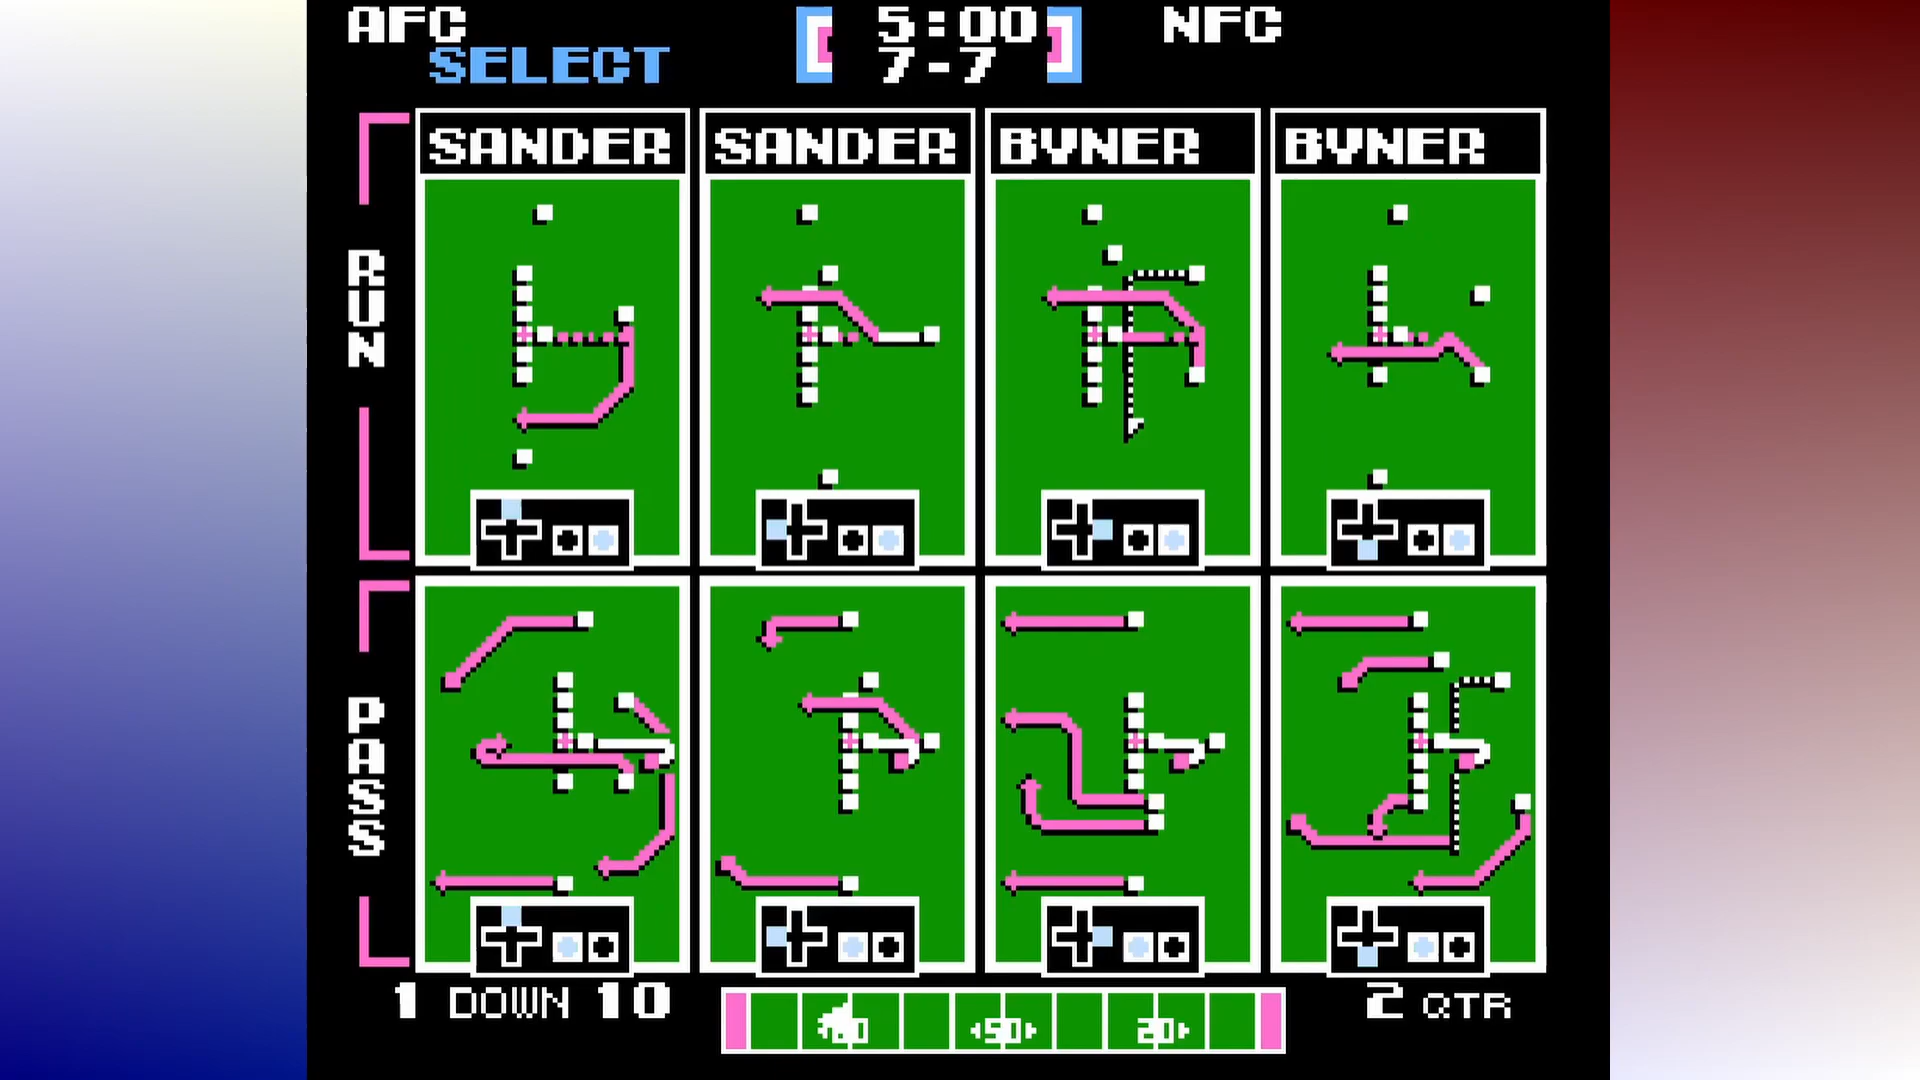 AFC 5:00 NFC
SELECT 7-7
SANDER SANDER BYNER BYNER
RUN
PASS
1 DOWN 10 50 20 2 QTR